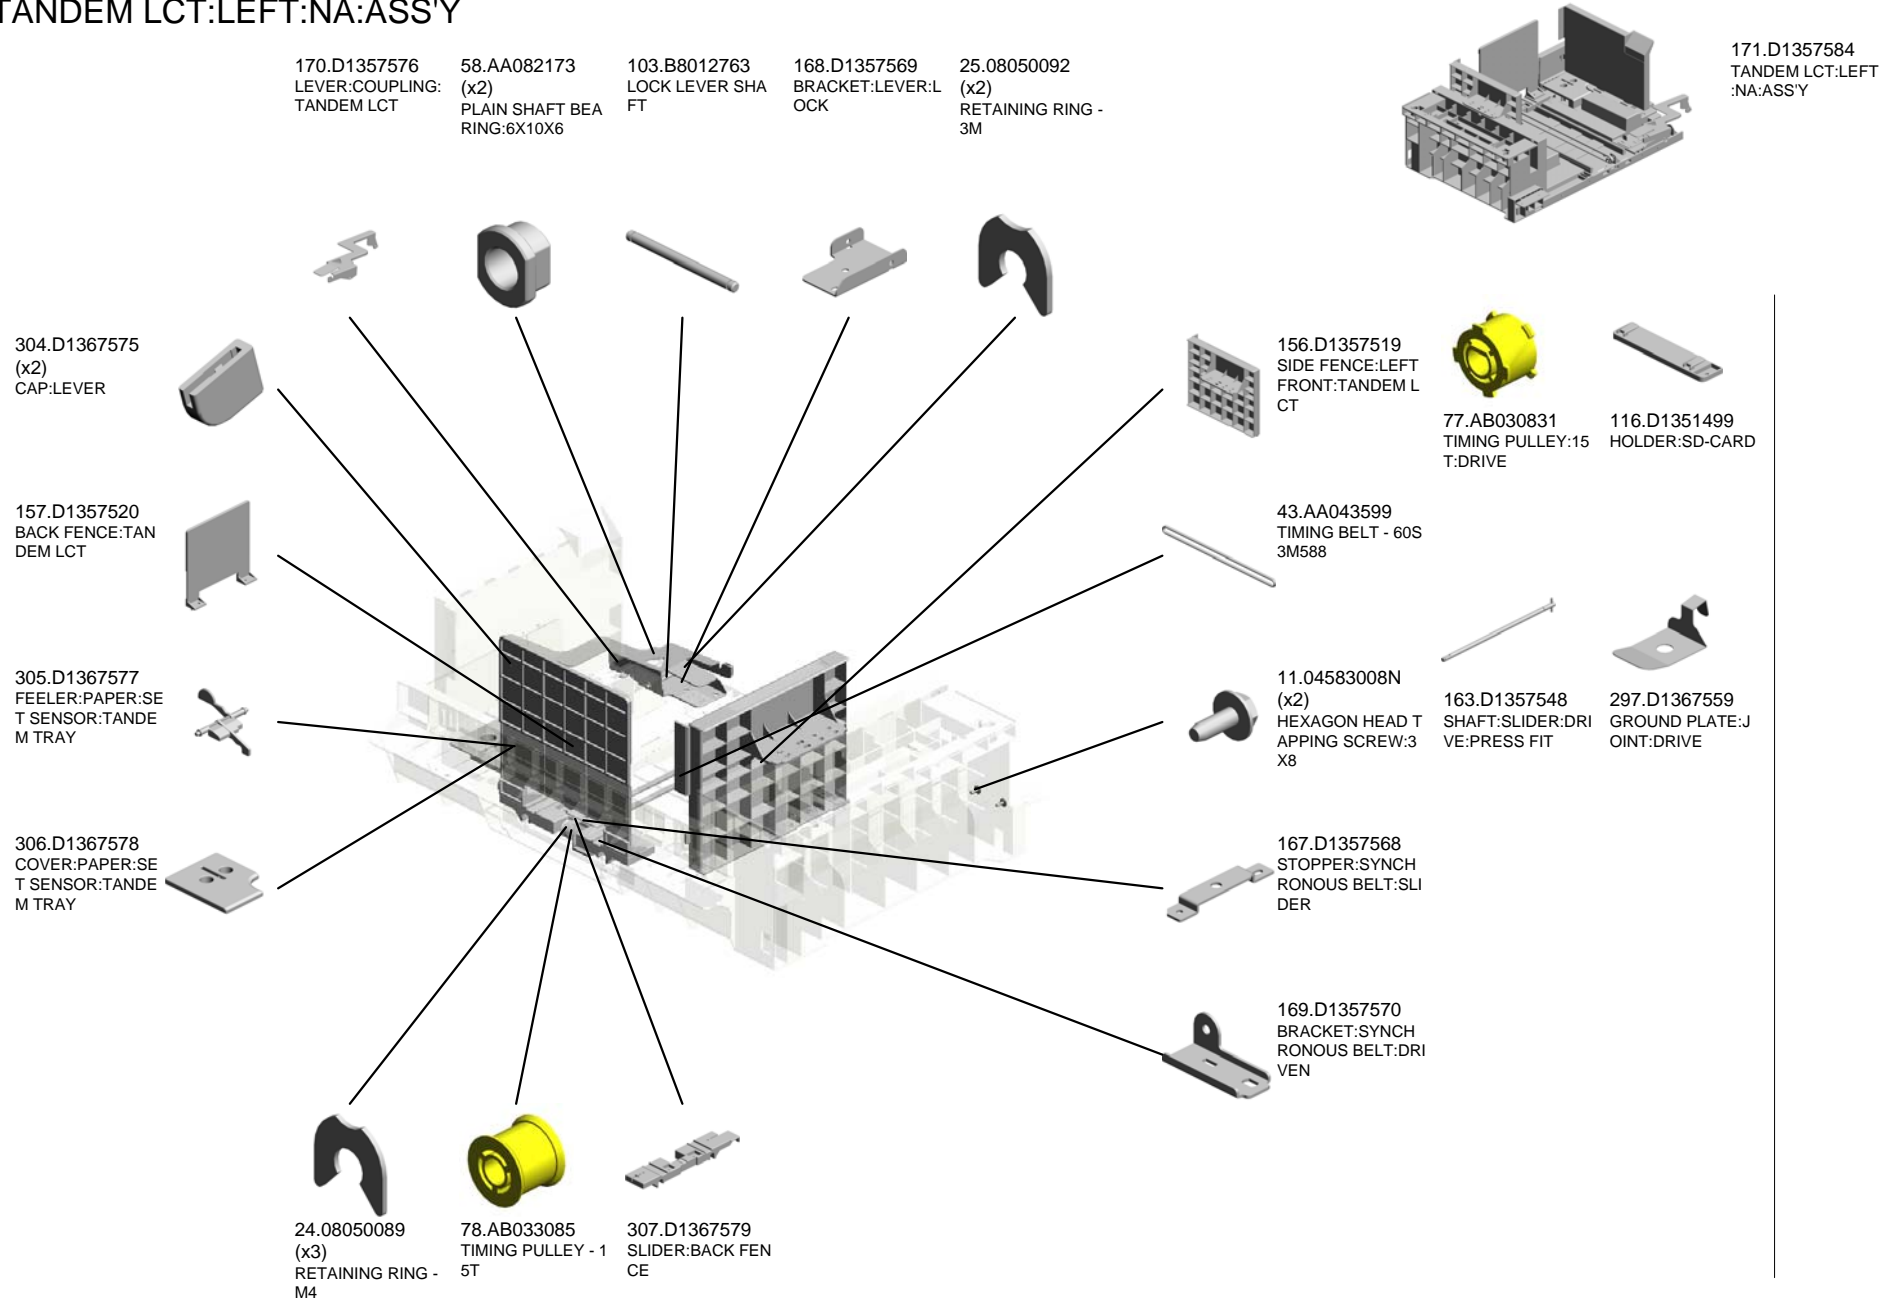 TANDEM LCT:LEFT:NA:ASS'Y
170.D1357576
LEVER:COUPLING:
TANDEM LCT
58.AA082173
(x2)
PLAIN SHAFT BEA
RING:6X10X6
103.B8012763
LOCK LEVER SHA
FT
168.D1357569
BRACKET:LEVER:L
OCK
25.08050092
(x2)
RETAINING RING -
3M
171.D1357584
TANDEM LCT:LEFT
:NA:ASS'Y
304.D1367575
(x2)
CAP:LEVER
157.D1357520
BACK FENCE:TAN
DEM LCT
305.D1367577
FEELER:PAPER:SE
T SENSOR:TANDE
M TRAY
306.D1367578
COVER:PAPER:SE
T SENSOR:TANDE
M TRAY
156.D1357519
SIDE FENCE:LEFT
FRONT:TANDEM L
CT
77.AB030831
TIMING PULLEY:15
T:DRIVE
116.D1351499
HOLDER:SD-CARD
43.AA043599
TIMING BELT - 60S
3M588
11.04583008N
(x2)
HEXAGON HEAD T
APPING SCREW:3
X8
163.D1357548
SHAFT:SLIDER:DRI
VE:PRESS FIT
297.D1367559
GROUND PLATE:J
OINT:DRIVE
167.D1357568
STOPPER:SYNCH
RONOUS BELT:SLI
DER
169.D1357570
BRACKET:SYNCH
RONOUS BELT:DRI
VEN
24.08050089
(x3)
RETAINING RING -
M4
78.AB033085
TIMING PULLEY - 1
5T
307.D1367579
SLIDER:BACK FEN
CE